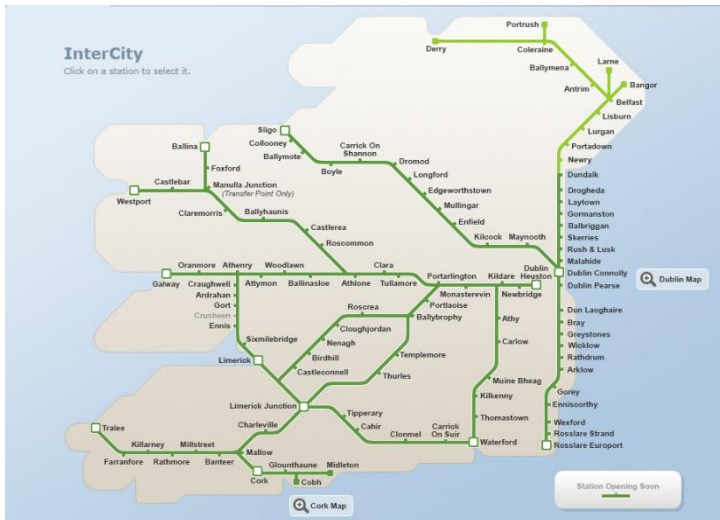 InterCity
Click on a station to select it.
Portrush
Derry
Coleraine
Ballymena
Larne
Antrim
Bangor
Belfast
Lisburn
Lurgan
Portadown
Newry
Sligo
Collooney
Ballymote
Carrick On
Shannon
Boyle
Dromod
Longford
Edgeworthstown
Mullingar
Enfield
Kilcock
Maynooth
Ballina
Foxford
Castlebar
Westport
Manulla Junction
(Transfer Point Only)
Claremorris
Ballyhaunis
Castlerea
Roscommon
Dundalk
Drogheda
Laytown
Gormanston
Balbriggan
Skerries
Rush & Lusk
Malahide
Dublin Connolly
Dublin Pearse
Dublin Map
Dublin
Heuston
Galway
Oranmore
Athenry
Woodlawn
Attymon
Ballinasloe
Athlone
Clara
Tullamore
Portarlington
Monasterevin
Kildare
Newbridge
Craughwell
Ardrahan
Gort
Crusheen
Ennis
Sixmilebridge
Limerick
Roscrea
Cloughjordan
Nenagh
Birdhill
Castleconnell
Portlaoise
Ballybrophy
Templemore
Thurles
Athy
Carlow
Muine Bheag
Kilkenny
Thomastown
Waterford
Dun Laoghaire
Bray
Greystones
Wicklow
Rathdrum
Arklow
Gorey
Enniscorthy
Wexford
Rosslare Strand
Rosslare Europort
Limerick Junction
Tipperary
Cahir
Clonmel
Carrick
On Suir
Charleville
Tralee
Killarney
Millstreet
Farranfore
Rathmore
Banteer
Mallow
Glounthaune
Midleton
Cork
Cobh
Cork Map
Station Opening Soon